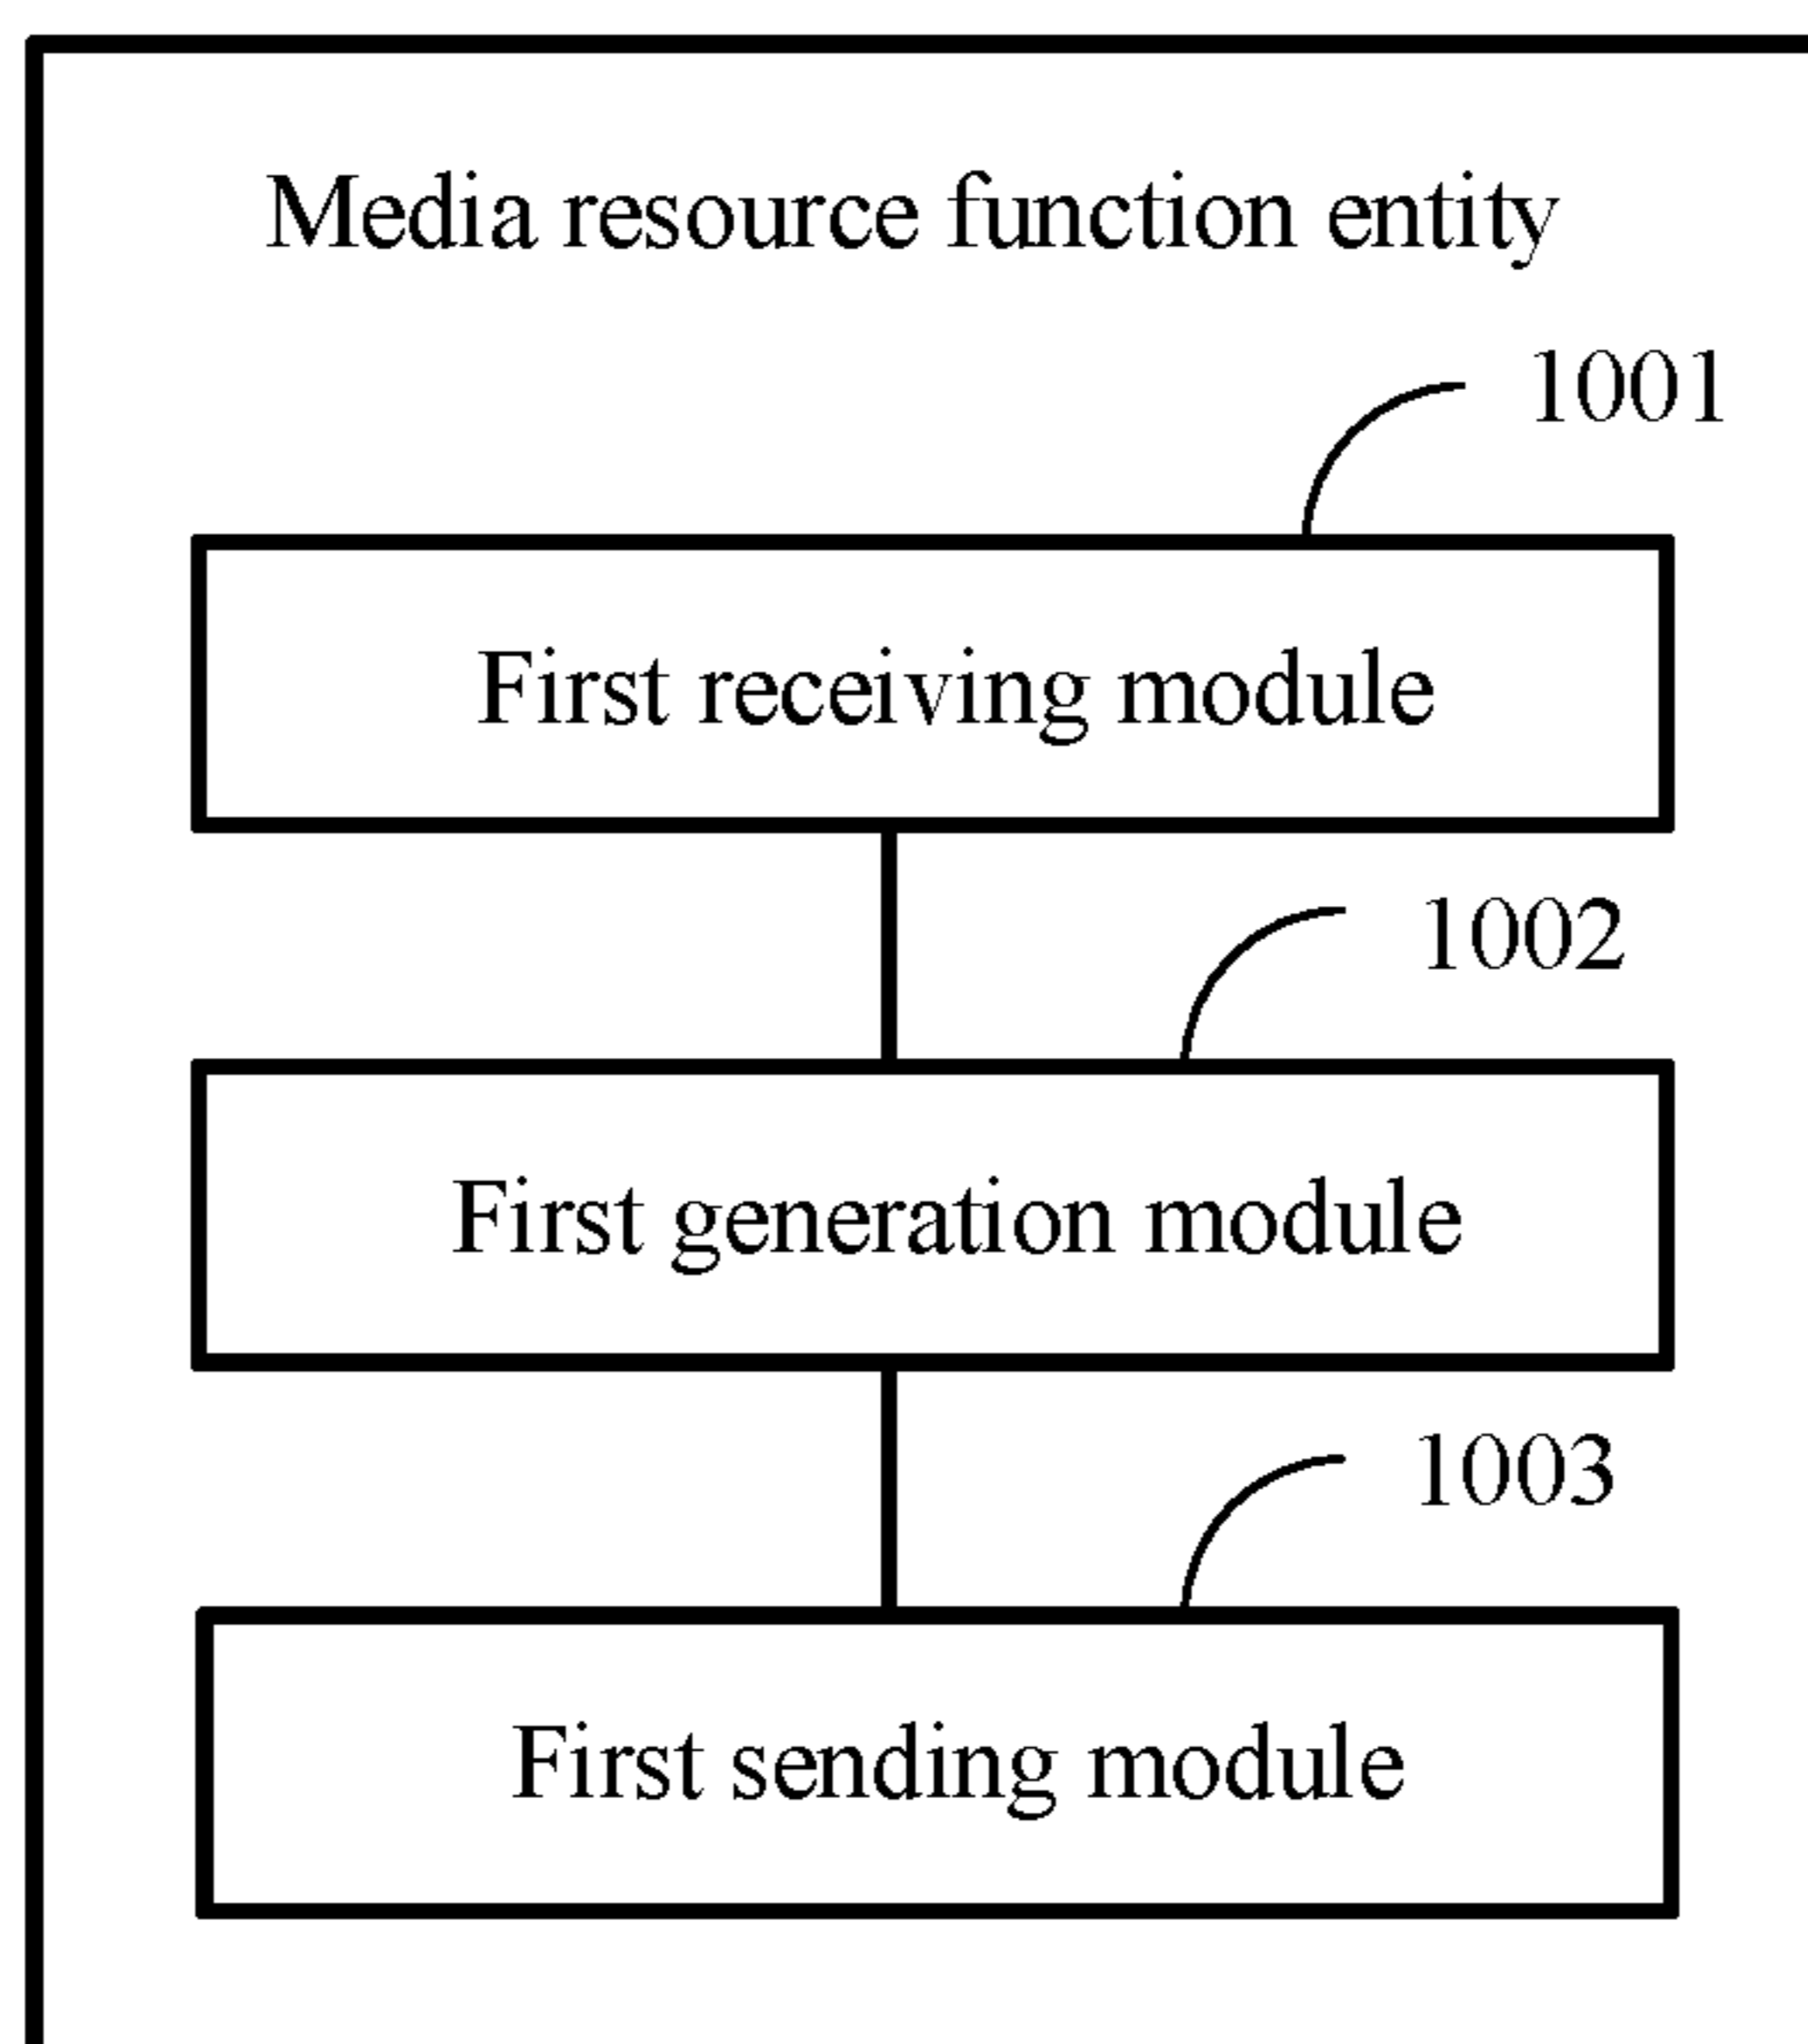 Media resource function entity
1001
First receiving module
1002
First generation module
1003
First sending module